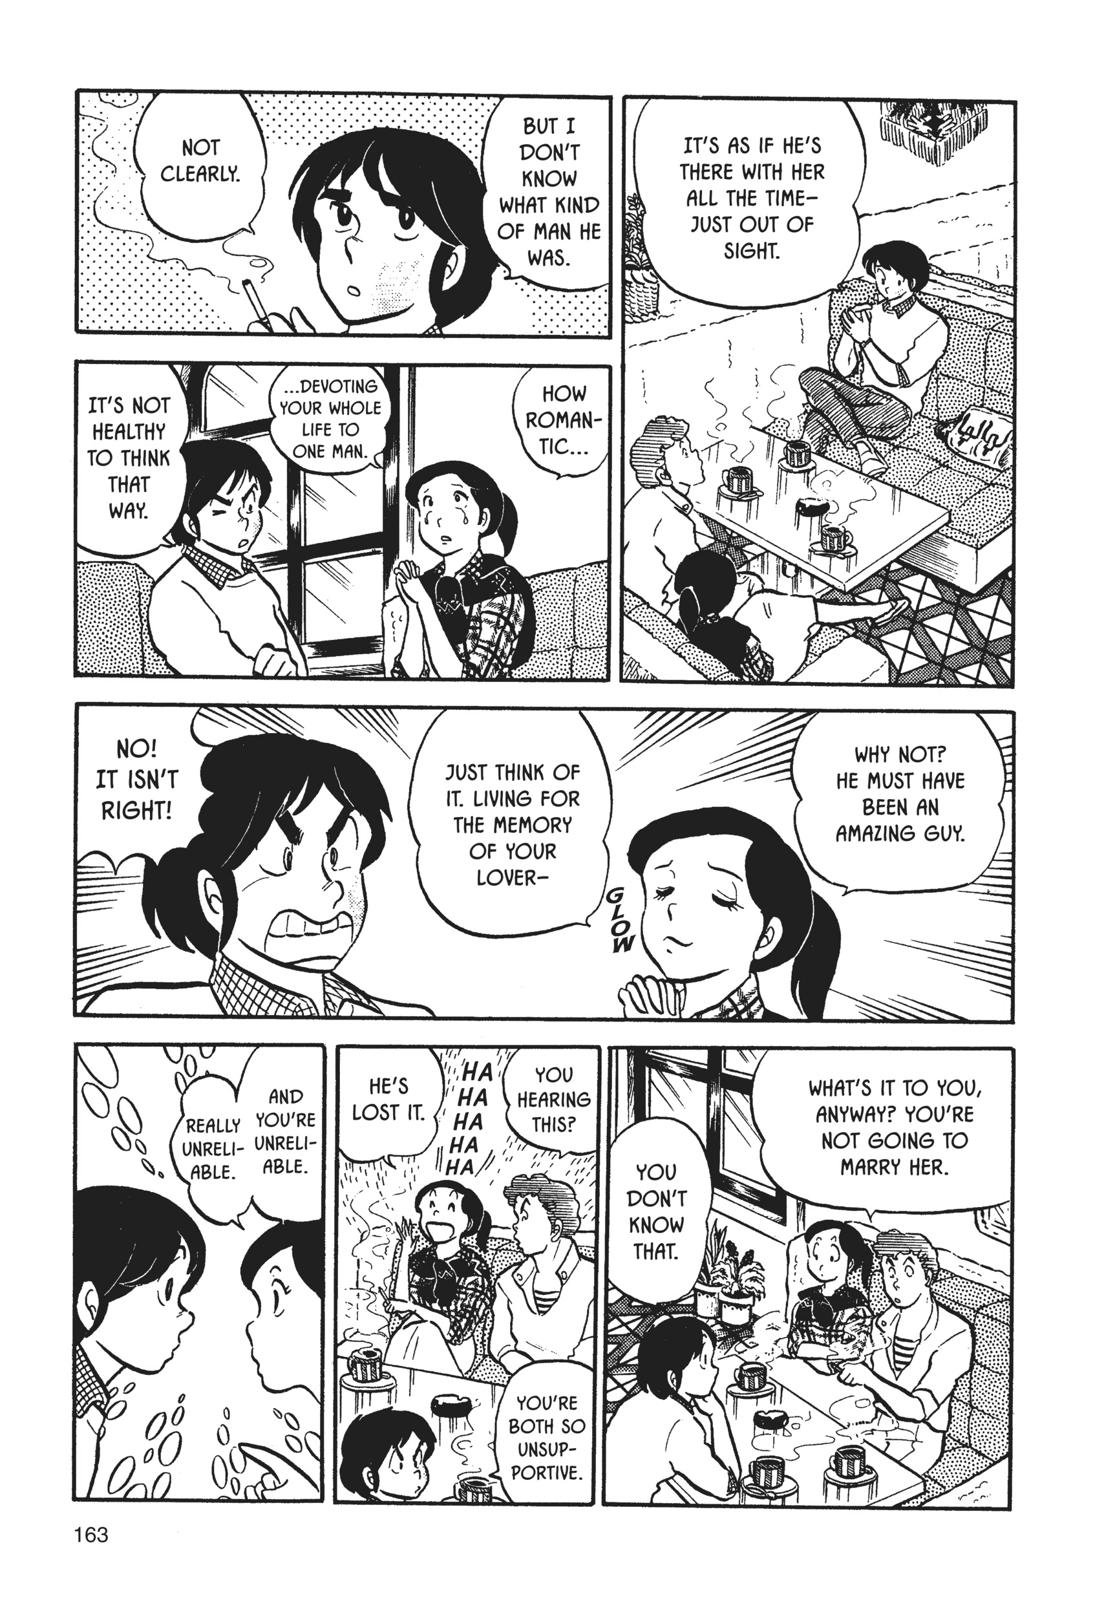 IT'S AS IF HE'S
THERE WITH HER
ALL THE TIME–
JUST OUT OF
SIGHT.
BUT I
DON'T
KNOW
WHAT KIND
OF MAN HE
WAS.
NOT
CLEARLY.
HOW
ROMAN-
TIC...
...DEVOTING
YOUR WHOLE
LIFE TO
ONE MAN.
IT'S NOT
HEALTHY
TO THINK
THAT
WAY.
WHY NOT?
HE MUST HAVE
BEEN AN
AMAZING GUY.
JUST THINK OF
IT. LIVING FOR
THE MEMORY
OF YOUR
LOVER–
GLOW
NO!
IT ISN'T
RIGHT!
WHAT'S IT TO YOU,
ANYWAY? YOU'RE
NOT GOING TO
MARRY HER.
YOU
DON'T
KNOW
THAT.
YOU
HEARING
THIS?
HA
HA
HA
HA
HA
HE'S
LOST IT.
YOU'RE
BOTH SO
UNSUP-
PORTIVE.
AND
YOU'RE
UNRELI-
ABLE.
REALLY
UNRELI-
ABLE.
163